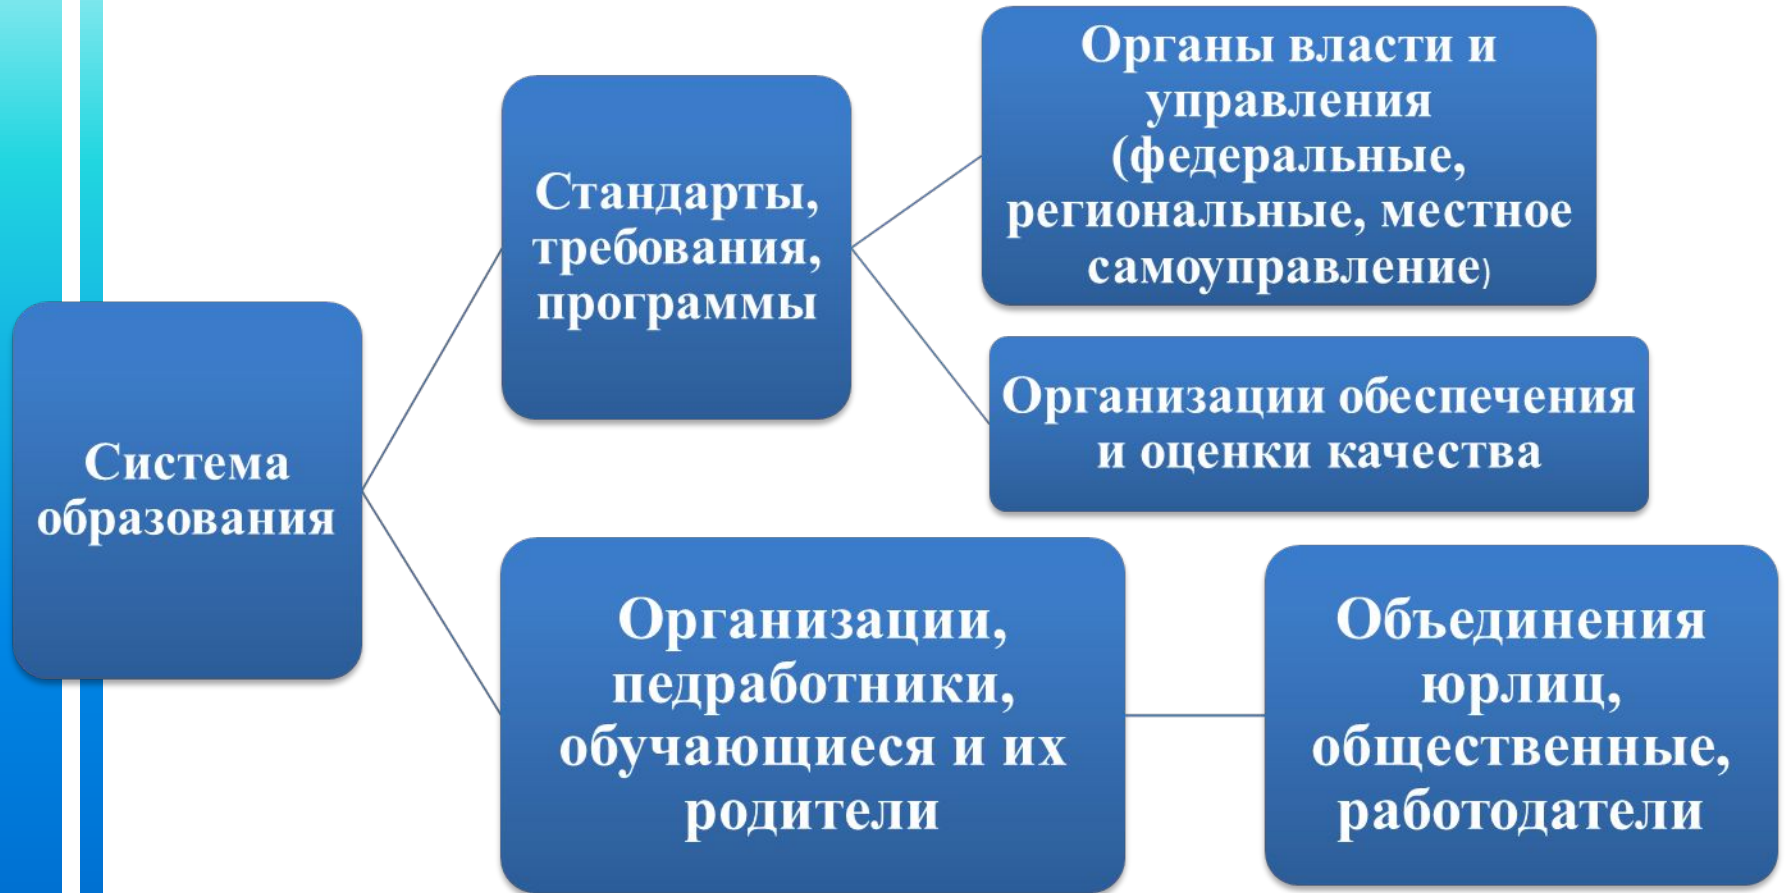 Система
образования
Стандарты,
требования,
программы
Органы власти и
управления
(федеральные,
региональные, местное
самоуправление)
Организации обеспечения
и оценки качества
Организации,
педработники,
обучающиеся и их
родители
Объединения
юрлиц,
общественные,
работодатели